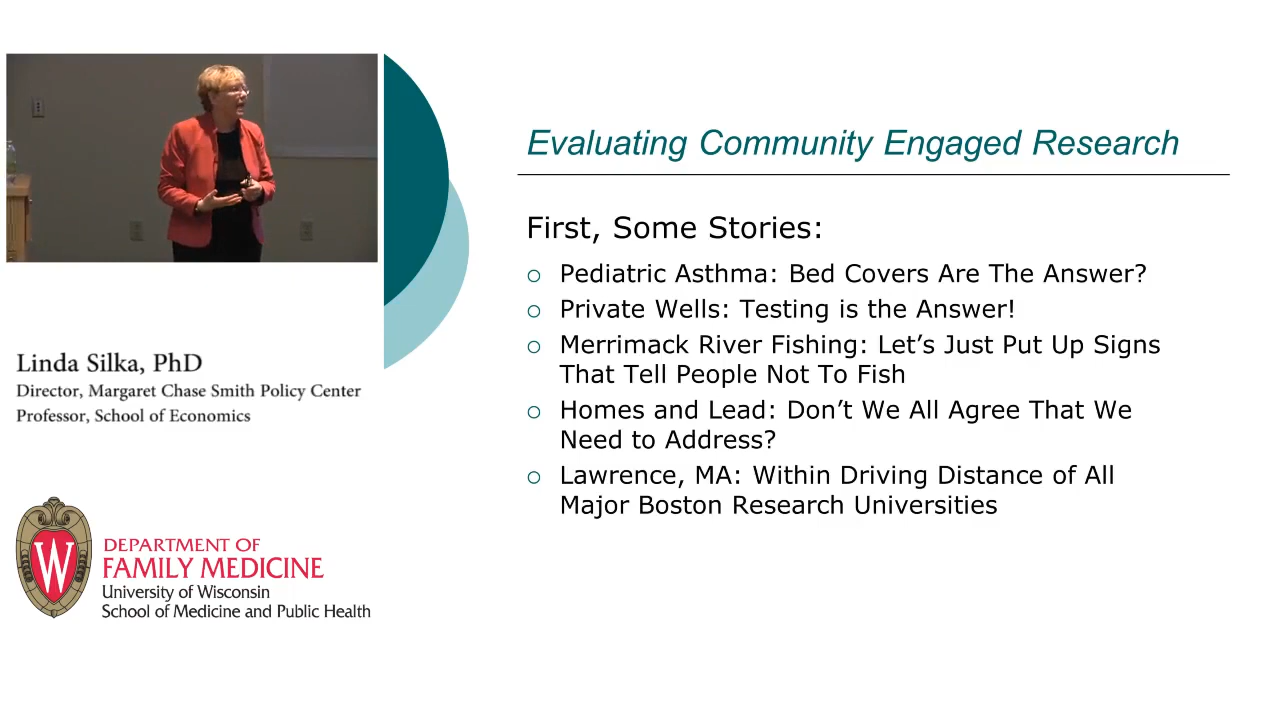 Evaluating Community Engaged Research
First, Some Stories:
Pediatric Asthma: Bed Covers Are The Answer?
Private Wells: Testing is the Answer!
Merrimack River Fishing: Let’s Just Put Up Signs
That Tell People Not To Fish
Homes and Lead: Don’t We All Agree That We
Need to Address?
Lawrence, MA: Within Driving Distance of All
Major Boston Research Universities
Linda Silka, PhD
Director, Margaret Chase Smith Policy Center
Professor, School of Economics
W
DEPARTMENT OF
FAMILY MEDICINE
University of Wisconsin
School of Medicine and Public Health